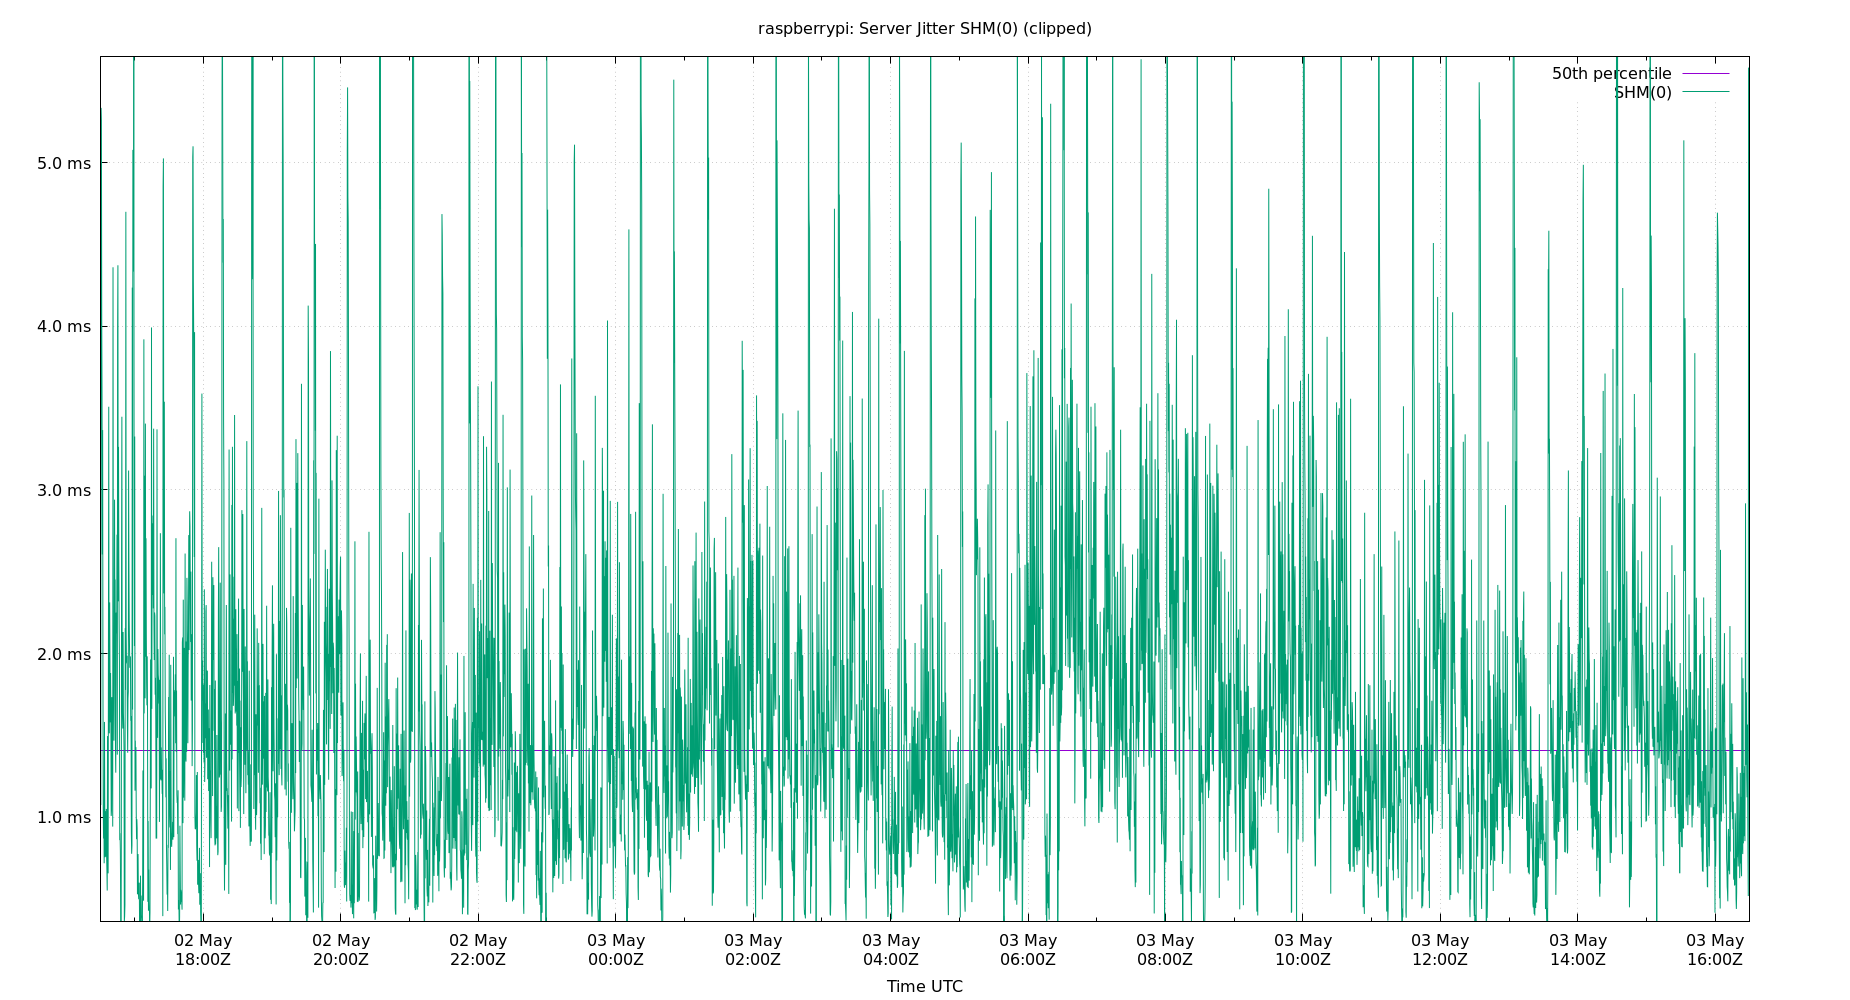 raspberrypi: Server Jitter SHM(0) (clipped)
50th percentile
SHM(0)
5.0 ms
4.0 ms
3.0 ms
2.0 ms
1.0 ms
02 May 02 May 02 May 03 May 03 May 03 May 03 May 03 May 03 May 03 May 03 May 03 May
18:00Z 20:00Z 22:00Z 00:00Z 02:00Z 04:00Z 06:00Z 08:00Z 10:00Z 12:00Z 14:00Z 16:00Z
Time UTC